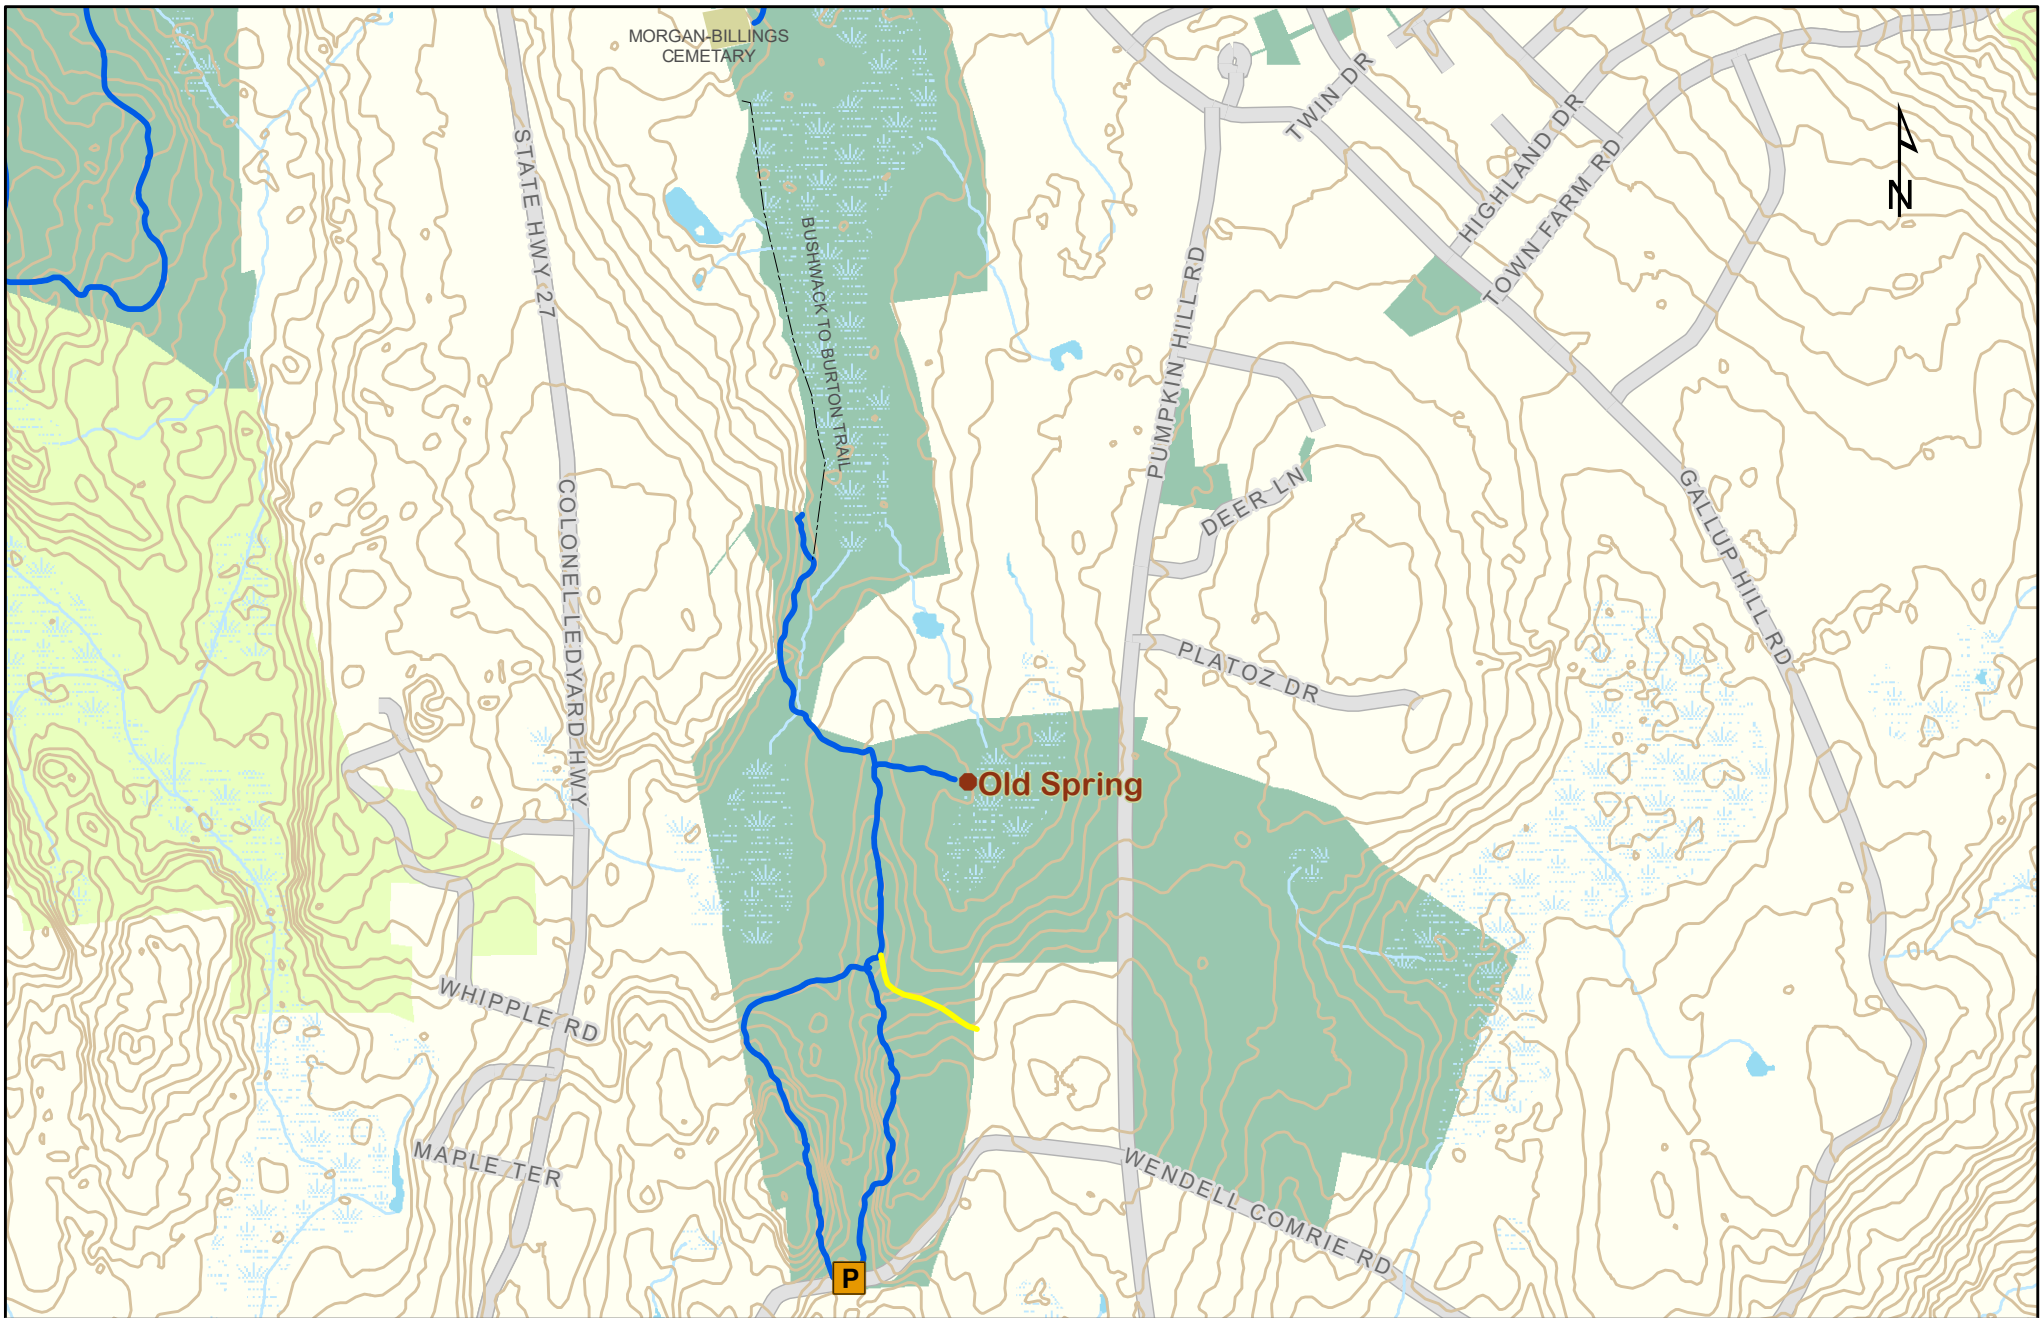 MORGAN-BILLINGS
CEMETARY
TWIN DR
HIGHLAND DR
TOWN FARM RD
N
STATE HWY 27
BUSHWACK TO BURTON TRAIL
PUMPKIN HILL RD
DEER LN
GALLUP HILL RD
COLONEL LEDYARD HWY
PLATOZ DR
Old Spring
WHIPPLE RD
MAPLE TER
WENDELL COMRIE RD
P